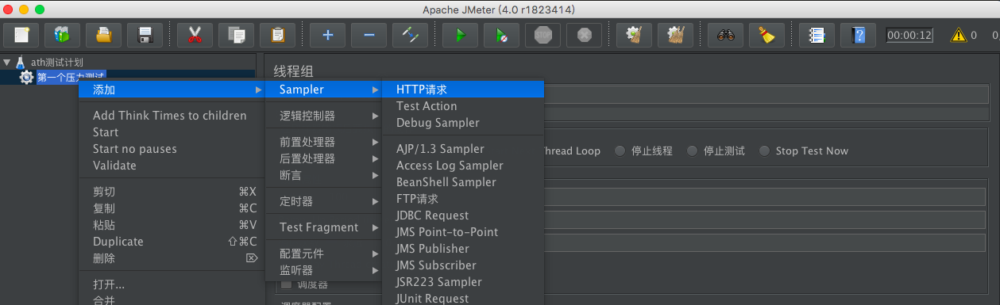 Apache JMeter (4.0 r1823414)
00:00:12
0
0
ath测试计划
第一个压力测试
线程组
添加
Add Think Times to children
Start
Start no pauses
Validate
剪切 ⌘X
复制 ⌘C
粘贴 ⌘V
Duplicate ⇧⌘C
删除 ⌦
打开...
合并
Sampler
逻辑控制器
前置处理器
后置处理器
断言
定时器
Test Fragment
配置元件
监听器
HTTP请求
Test Action
Debug Sampler
AJP/1.3 Sampler
Access Log Sampler
BeanShell Sampler
FTP请求
JDBC Request
JMS Point-to-Point
JMS Publisher
JMS Subscriber
JSR223 Sampler
JUnit Request
Thread Loop 停止线程 停止测试 Stop Test Now
调度器
调度器配置